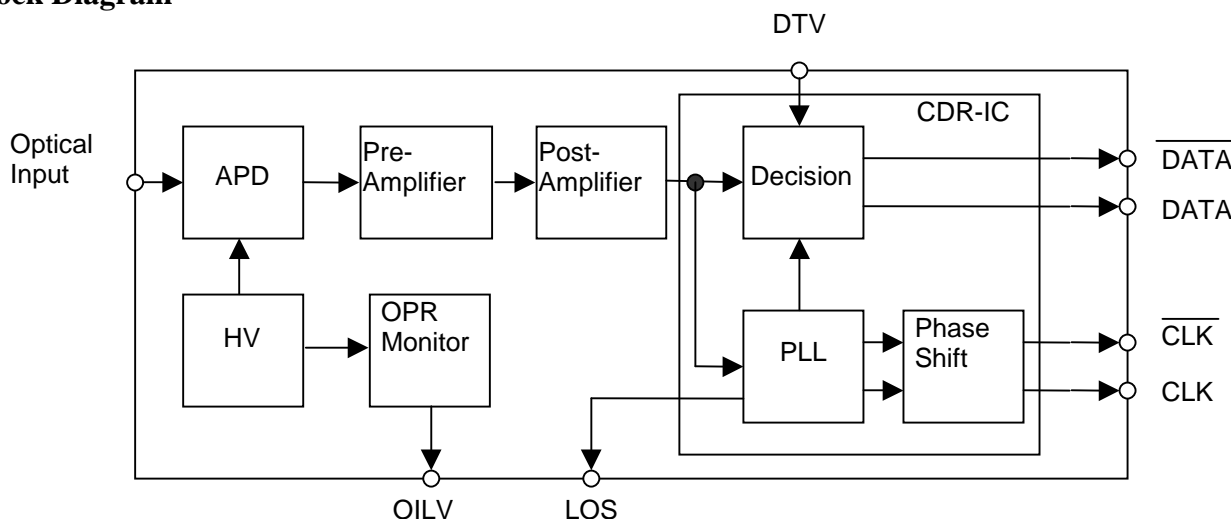 ock Diagram
DTV
CDR-IC
Optical
Input
APD
Pre-
Amplifier
Post-
Amplifier
Decision
DATA
DATA
HV
OPR
Monitor
PLL
Phase
Shift
CLK
CLK
OILV
LOS